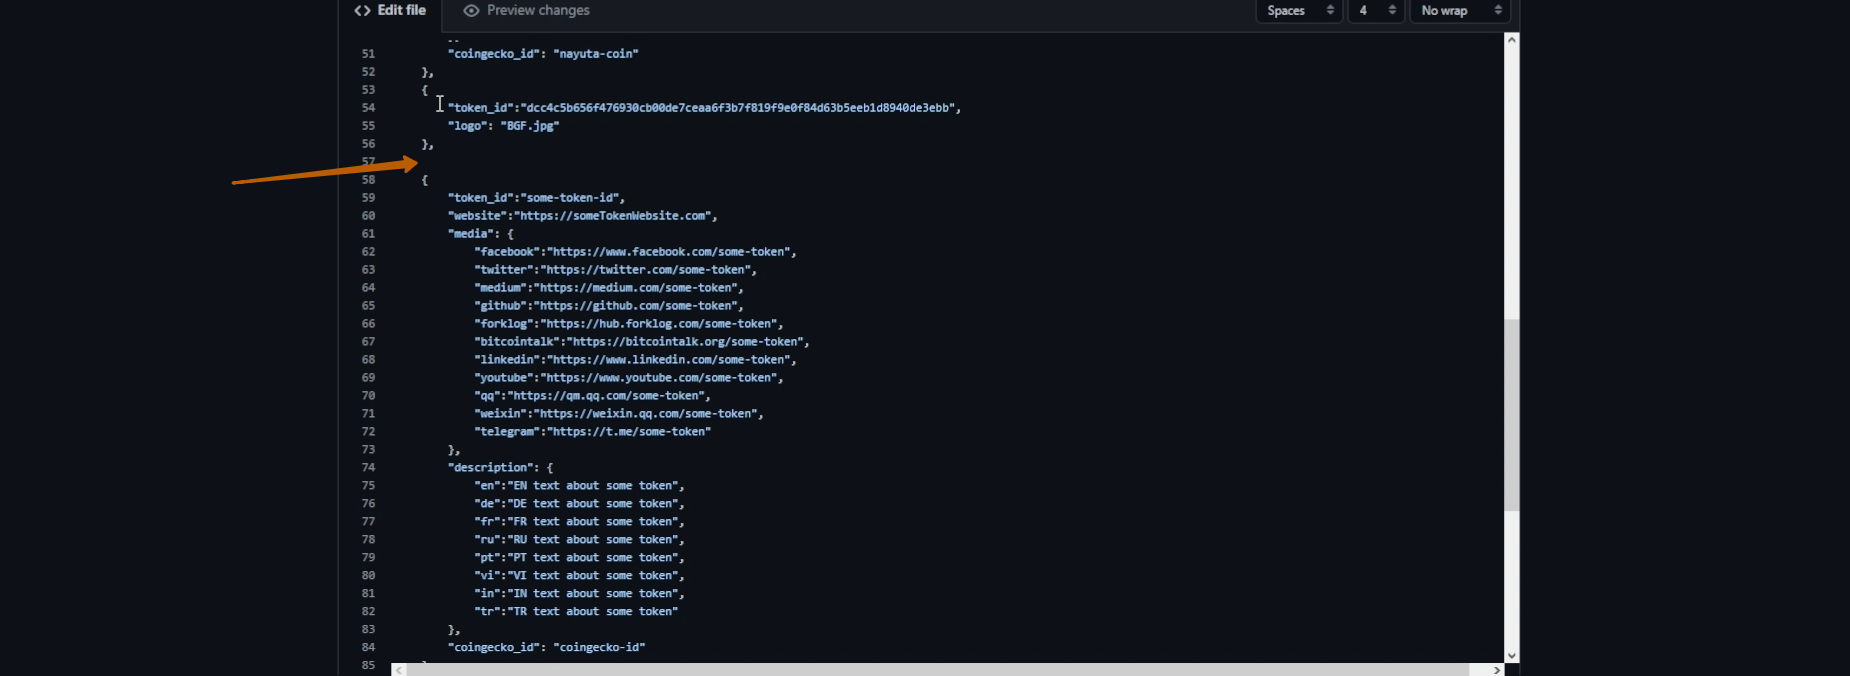 <> Edit file Preview changes Spaces 4 No wrap
51 "coingecko_id": "nayuta-coin"
52 },
53 {
54 "token_id":"dcc4c5b656f476930cb00de7ceaa6f3b7f819f9e0f84d63b5eeb1d8940de3ebb",
55 "logo": "BGF.jpg"
56 },
57
58 {
59 "token_id":"some-token-id",
60 "website":"https://someTokenWebsite.com",
61 "media": {
62 "facebook":"https://www.facebook.com/some-token",
63 "twitter":"https://twitter.com/some-token",
64 "medium":"https://medium.com/some-token",
65 "github":"https://github.com/some-token",
66 "forklog":"https://hub.forklog.com/some-token",
67 "bitcointalk":"https://bitcointalk.org/some-token",
68 "linkedin":"https://www.linkedin.com/some-token",
69 "youtube":"https://www.youtube.com/some-token",
70 "qq":"https://qm.qq.com/some-token",
71 "weixin":"https://weixin.qq.com/some-token",
72 "telegram":"https://t.me/some-token"
73 },
74 "description": {
75 "en":"EN text about some token",
76 "de":"DE text about some token",
77 "fr":"FR text about some token",
78 "ru":"RU text about some token",
79 "pt":"PT text about some token",
80 "vi":"VI text about some token",
81 "in":"IN text about some token",
82 "tr":"TR text about some token"
83 },
84 "coingecko_id": "coingecko-id"
85